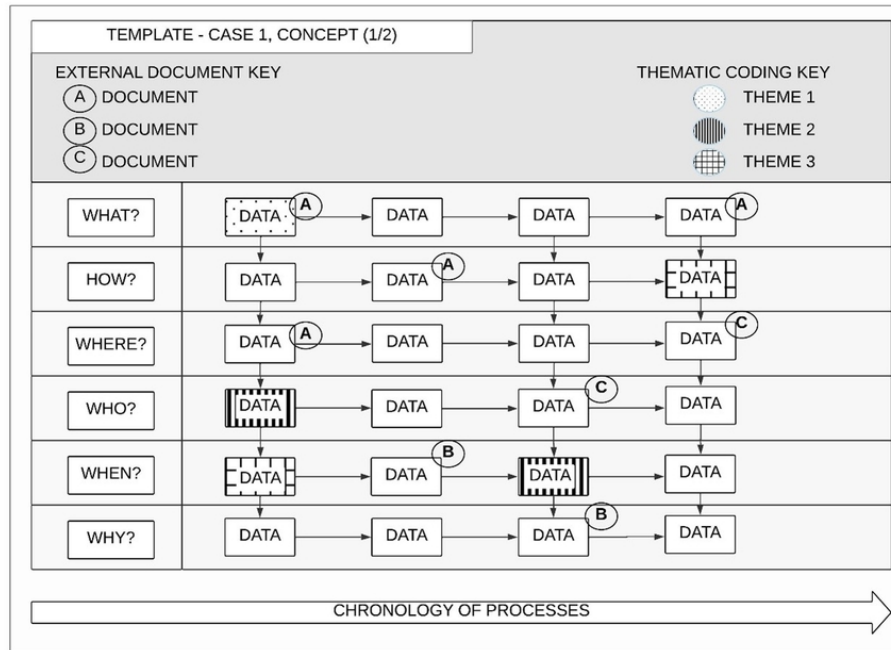 TEMPLATE - CASE 1, CONCEPT (1/2)
EXTERNAL DOCUMENT KEY
A DOCUMENT
B DOCUMENT
C DOCUMENT
THEMATIC CODING KEY
THEME 1
THEME 2
THEME 3
WHAT? DATA A DATA DATA DATA A
HOW? DATA DATA A DATA DATA
WHERE? DATA A DATA DATA DATA C
WHO? DATA DATA DATA C DATA
WHEN? DATA DATA B DATA DATA
WHY? DATA DATA DATA B DATA
CHRONOLOGY OF PROCESSES